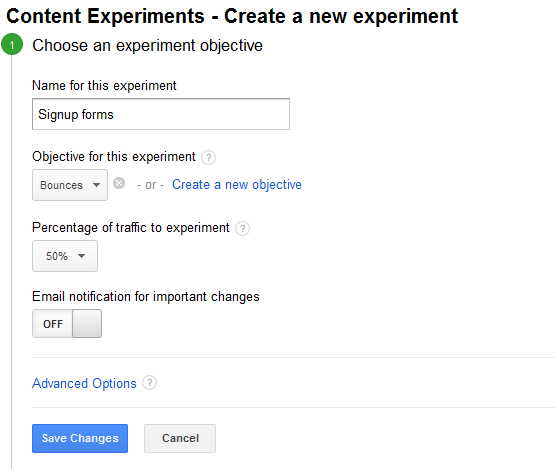 Content Experiments - Create a new experiment
1 Choose an experiment objective
Name for this experiment
Signup forms
Objective for this experiment ?
Bounces - or - Create a new objective
Percentage of traffic to experiment ?
50%
Email notification for important changes
OFF
Advanced Options ?
Save Changes Cancel